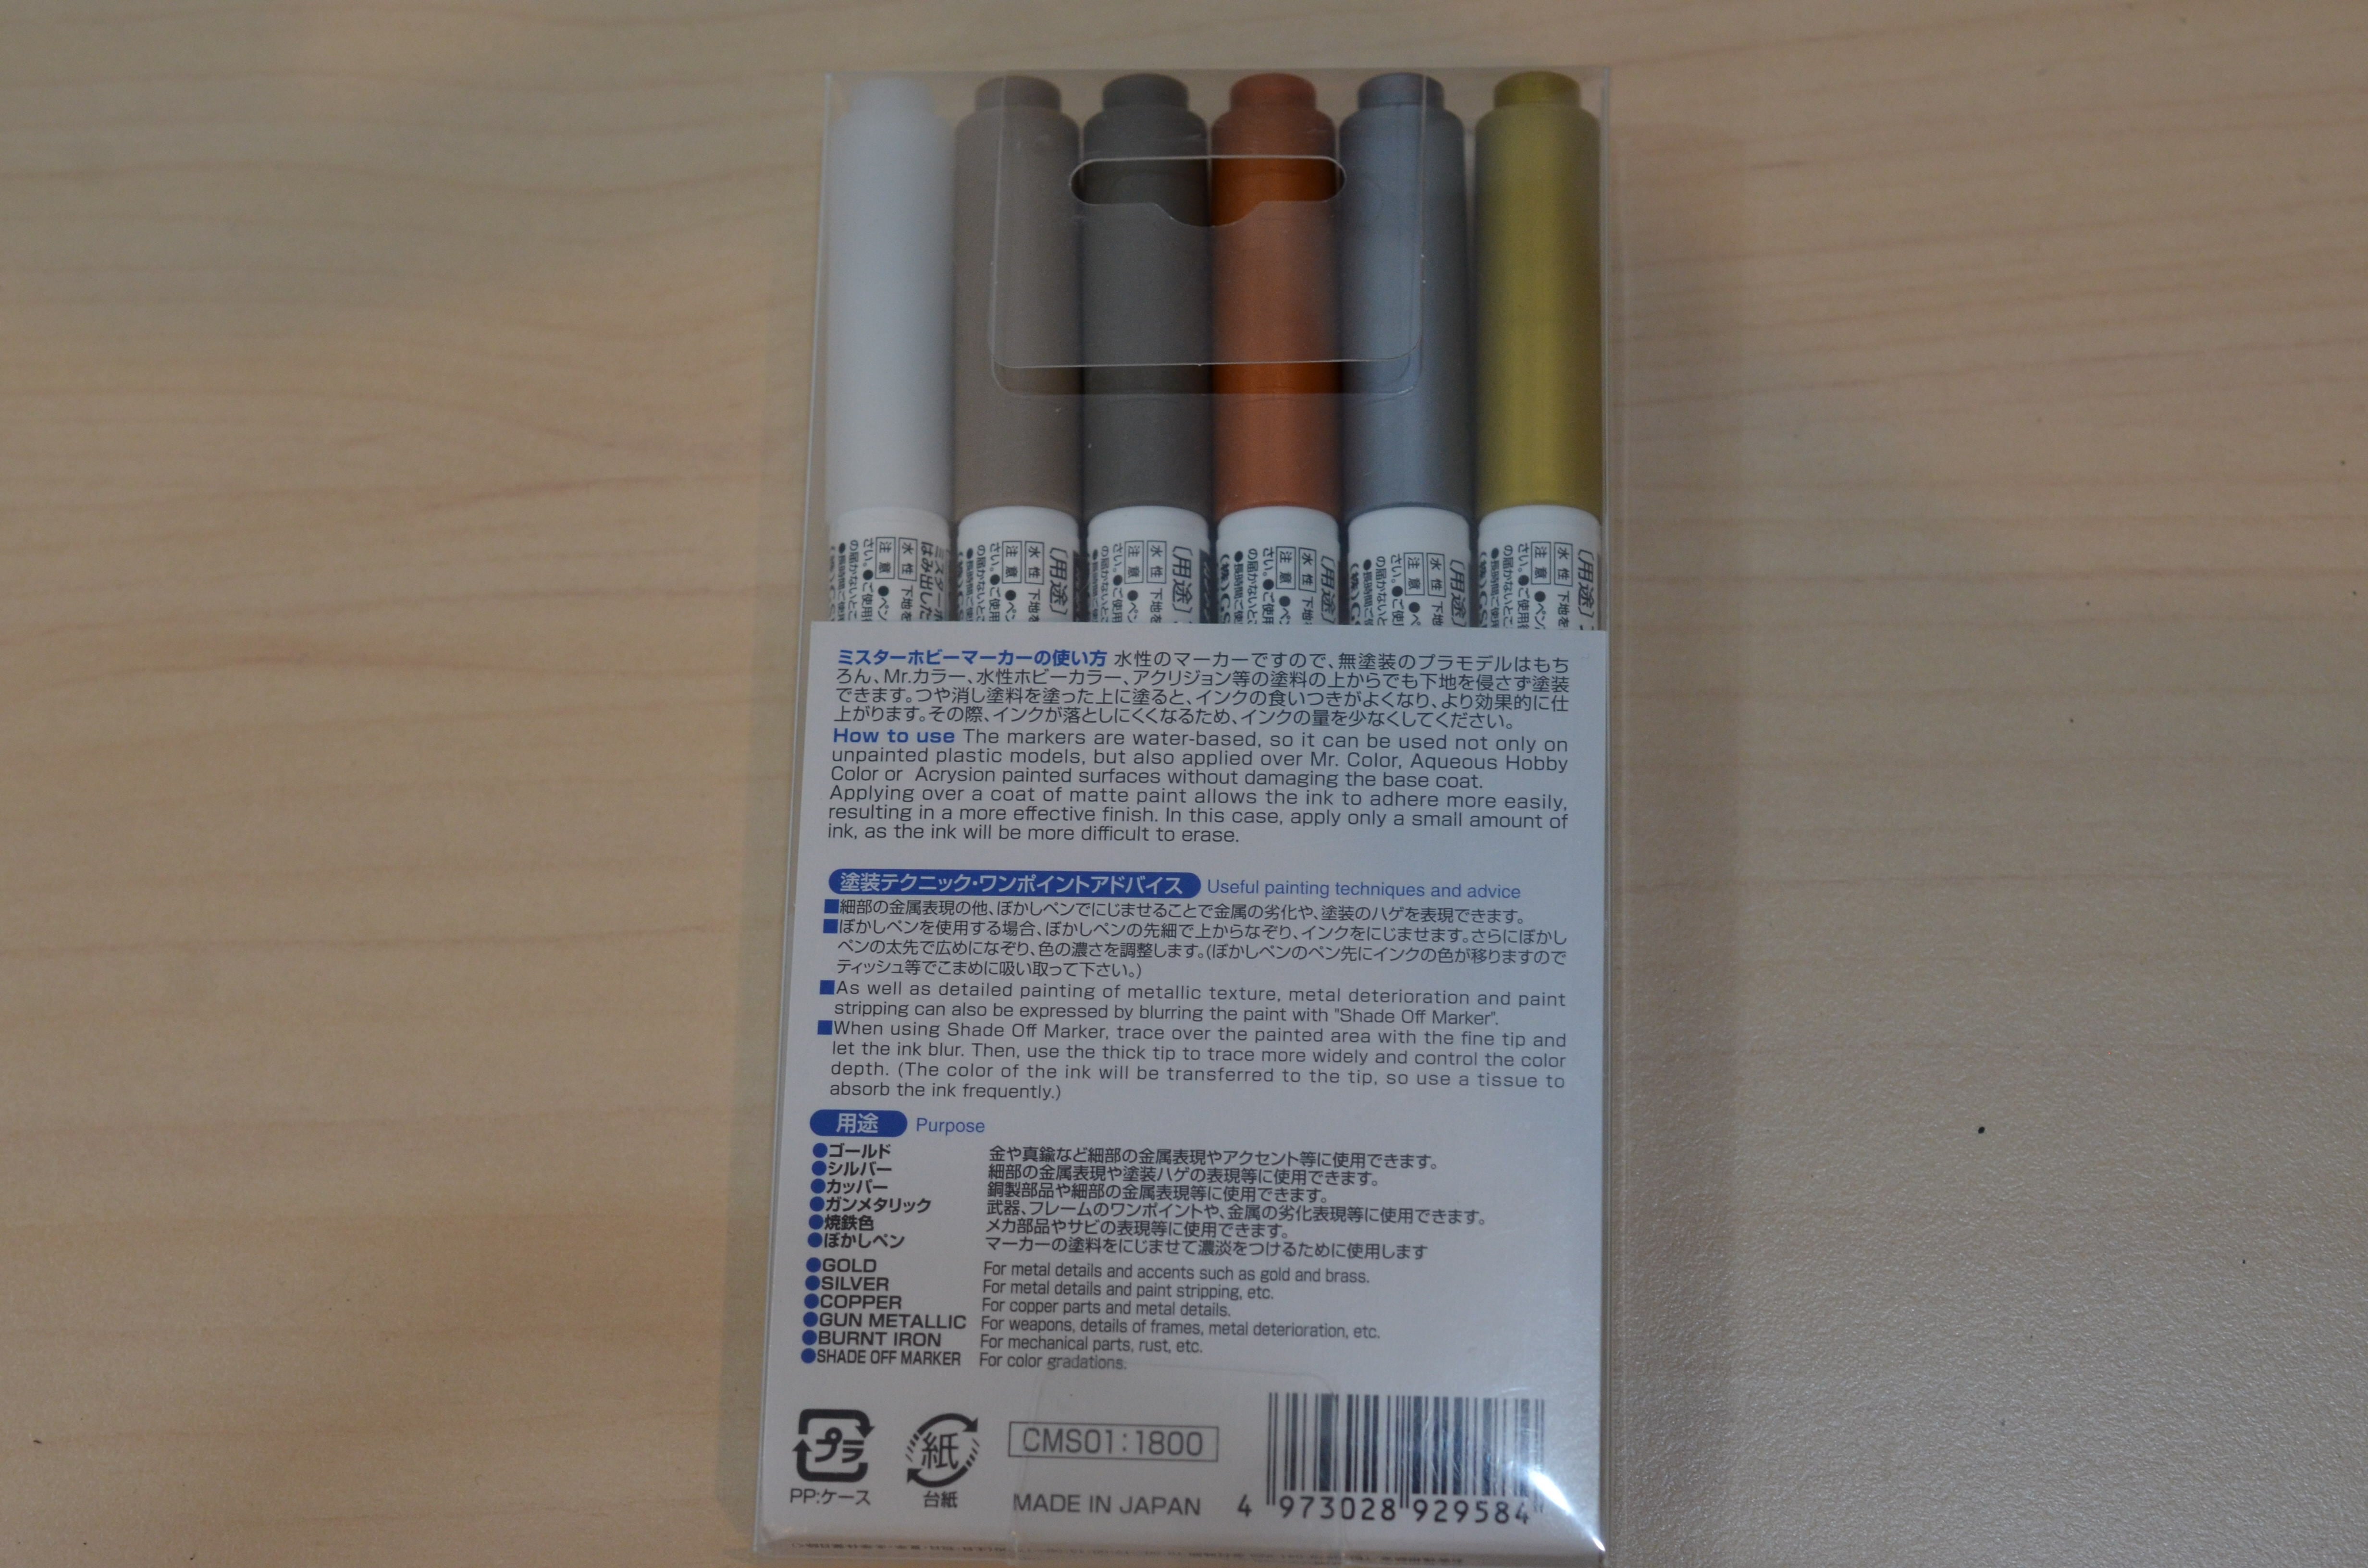 ミスターホビーマーカーの使い方 水性のマーカーですので、無塗装のプラモデルはもち
ろん、Mr.カラー、水性ホビーカラー、アクリジョン等の塗料の上からでも下地を侵さず塗装
できます。つや消し塗料を塗った上に塗ると、インクの食いつきがよくなり、より効果的に仕
上がります。その際、インクが落としにくくなるため、インクの量を少なくしてください。
How to use The markers are water-based, so it can be used not only on
unpainted plastic models, but also applied over Mr. Color, Aqueous Hobby
Color or Acrysion painted surfaces without damaging the base coat.
Applying over a coat of matte paint allows the ink to adhere more easily,
resulting in a more effective finish. In this case, apply only a small amount of
ink, as the ink will be more difficult to erase.
塗装テクニック・ワンポイントアドバイス Useful painting techniques and advice
■細部の金属表現の他、ぼかしペンでにじませることで金属の劣化や、塗装のハゲを表現できます。
■ぼかしペンを使用する場合、ぼかしペンの先細で上からなぞり、インクをにじませます。さらにぼかし
ペンの太先で広めになぞり、色の濃さを調整します。(ぼかしペンのペン先にインクの色が移りますので
ティッシュ等でこまめに吸い取って下さい。)
■As well as detailed painting of metallic texture, metal deterioration and paint
stripping can also be expressed by blurring the paint with "Shade Off Marker".
■When using Shade Off Marker, trace over the painted area with the fine tip and
let the ink blur. Then, use the thick tip to trace more widely and control the color
depth. (The color of the ink will be transferred to the tip, so use a tissue to
absorb the ink frequently.)
用途 Purpose
●ゴールド 金や真鍮など細部の金属表現やアクセント等に使用できます。
●シルバー 細部の金属表現や塗装ハゲの表現等に使用できます。
●カッパー 銅製部品や細部の金属表現等に使用できます。
●ガンメタリック 武器、フレームのワンポイントや、金属の劣化表現等に使用できます。
●焼鉄色 メカ部品やサビの表現等に使用できます。
●ぼかしペン マーカーの塗料をにじませて濃淡をつけるために使用します
●GOLD For metal details and accents such as gold and brass.
●SILVER For metal details and paint stripping, etc.
●COPPER For copper parts and metal details.
●GUN METALLIC For weapons, details of frames, metal deterioration, etc.
●BURNT IRON For mechanical parts, rust, etc.
●SHADE OFF MARKER For color gradations.
プラ
PP:ケース
紙
台紙
CMS01:1800
MADE IN JAPAN
4 973028 929584